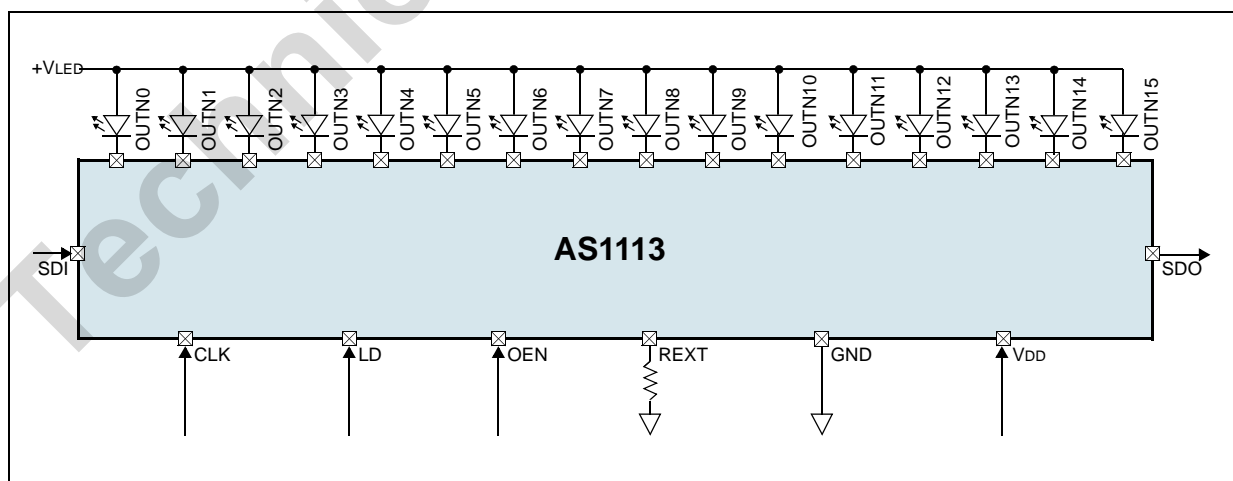 Technic
+VLED
OUTN0
OUTN1
OUTN2
OUTN3
OUTN4
OUTN5
OUTN6
OUTN7
OUTN8
OUTN9
OUTN10
OUTN11
OUTN12
OUTN13
OUTN14
OUTN15
AS1113
SDI
SDO
CLK
LD
OEN
REXT
GND
VDD